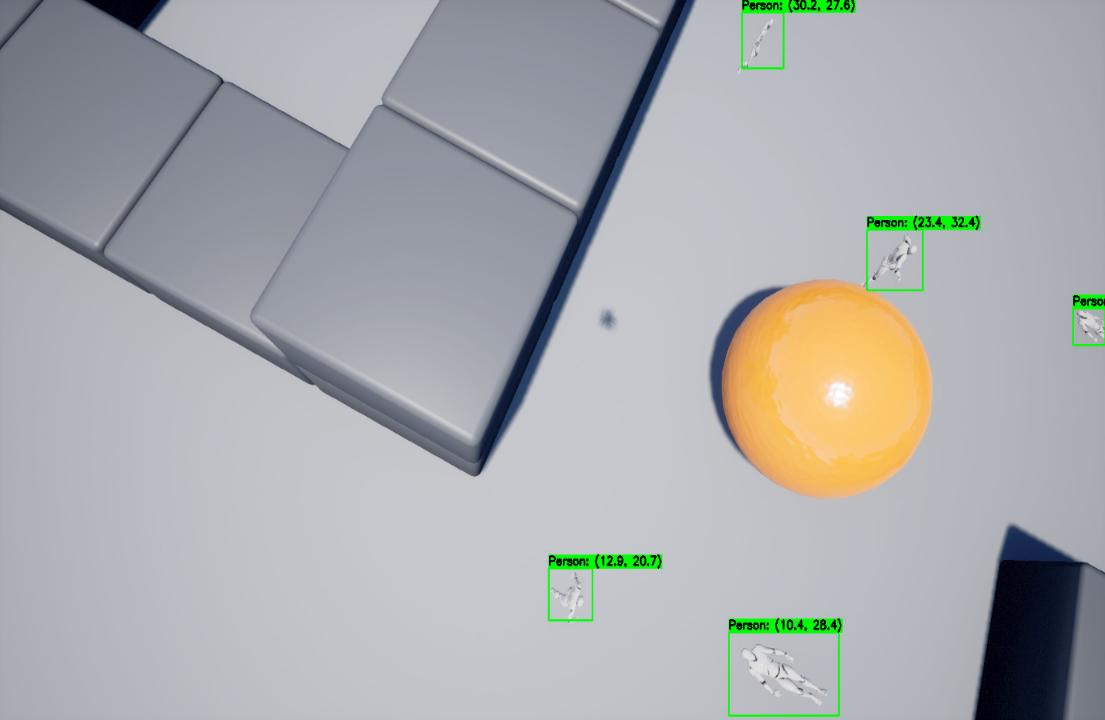 Person: (30.2, 27.6)
Person: (23.4, 32.4)
Perso
Person: (12.9, 20.7)
Person: (10.4, 28.4)